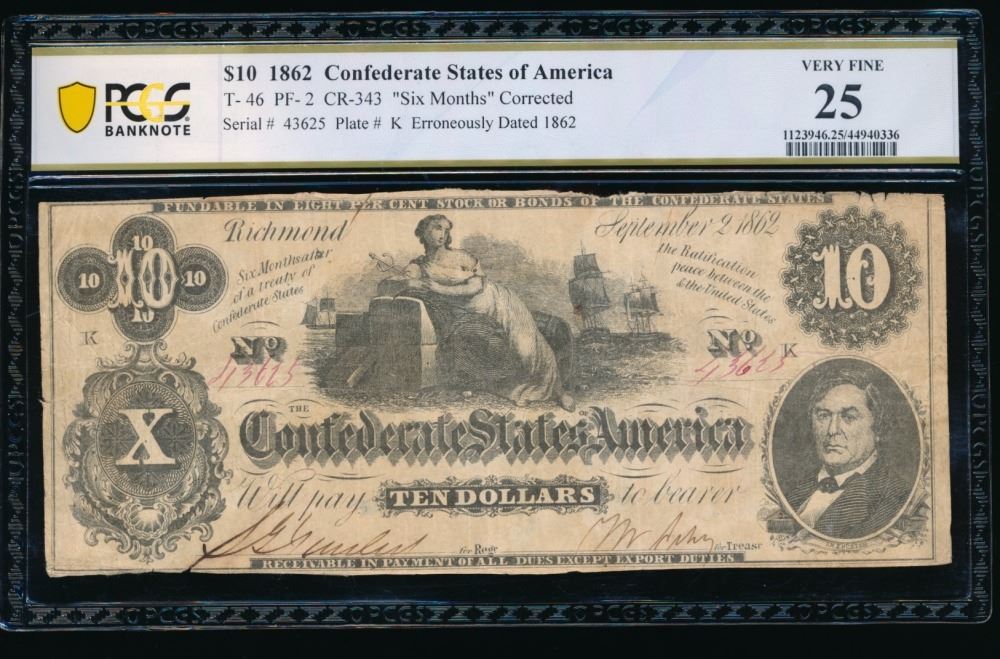 PCGS
BANKNOTE
$10 1862 Confederate States of America
T- 46 PF- 2 CR-343 "Six Months" Corrected
Serial # 43625 Plate # K Erroneously Dated 1862
VERY FINE
25
1123946.25/44940336
FUNDABLE IN EIGHT PER CENT STOCK OR BONDS OF THE CONFEDERATE STATES
Richmond September 2 1862
10
10 10 10
10
10
Six Months after
of a treaty of
Confederate States
the Ratification
peace between the
& the United States
K
No 43625
No 43625 K
X
THE
Confederate States OF America
Will pay TEN DOLLARS to bearer
for Regr
for Treasr
RECEIVABLE IN PAYMENT OF ALL DUES EXCEPT EXPORT DUTIES